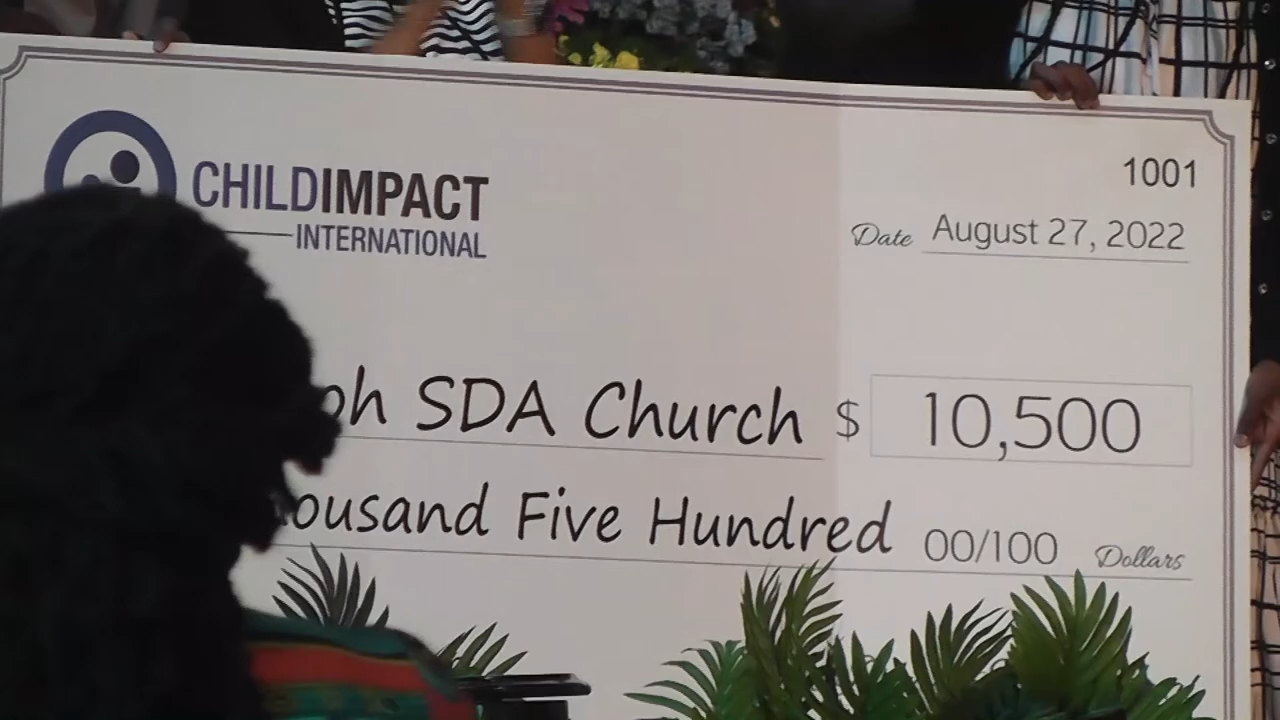 CHILDIMPACT
INTERNATIONAL
1001
Date August 27, 2022
SDA Church $ 10,500
Five Hundred 00/100 Dollars